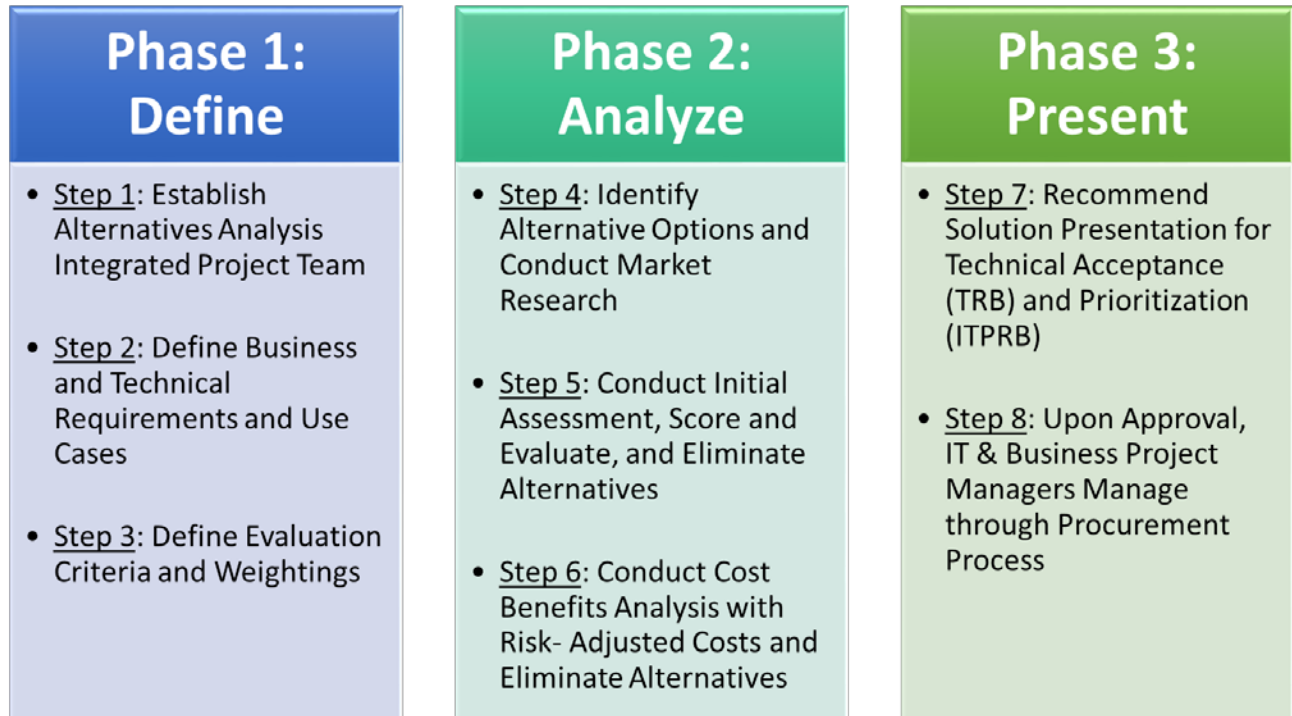 Phase 1:
Define
• Step 1: Establish
Alternatives Analysis
Integrated Project Team
• Step 2: Define Business
and Technical
Requirements and Use
Cases
• Step 3: Define Evaluation
Criteria and Weightings
Phase 2:
Analyze
• Step 4: Identify
Alternative Options and
Conduct Market
Research
• Step 5: Conduct Initial
Assessment, Score and
Evaluate, and Eliminate
Alternatives
• Step 6: Conduct Cost
Benefits Analysis with
Risk- Adjusted Costs and
Eliminate Alternatives
Phase 3:
Present
• Step 7: Recommend
Solution Presentation for
Technical Acceptance
(TRB) and Prioritization
(ITPRB)
• Step 8: Upon Approval,
IT & Business Project
Managers Manage
through Procurement
Process